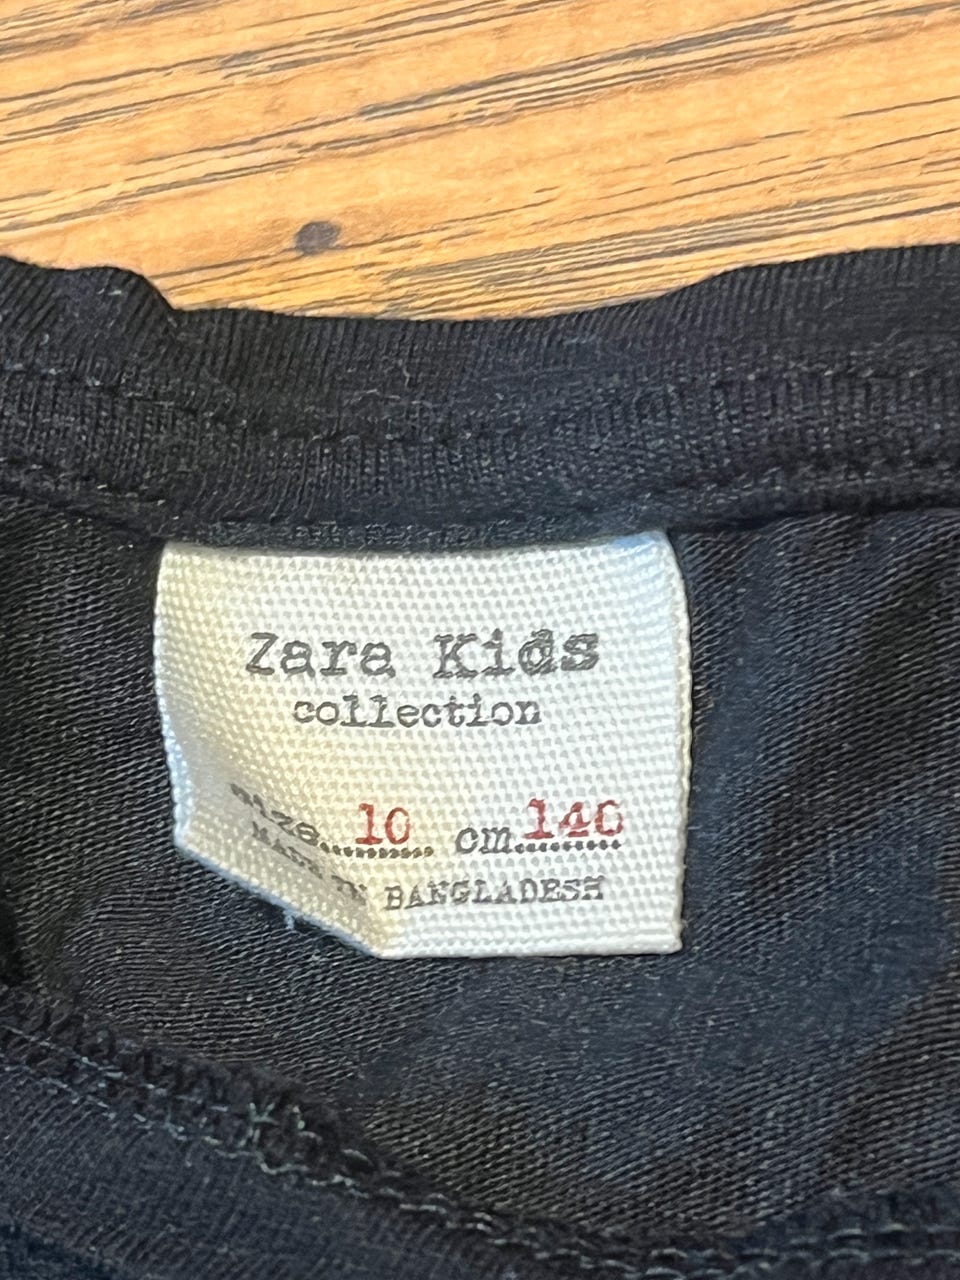 Zara Kids
collection
size 10 cm 140
MADE IN BANGLADESH